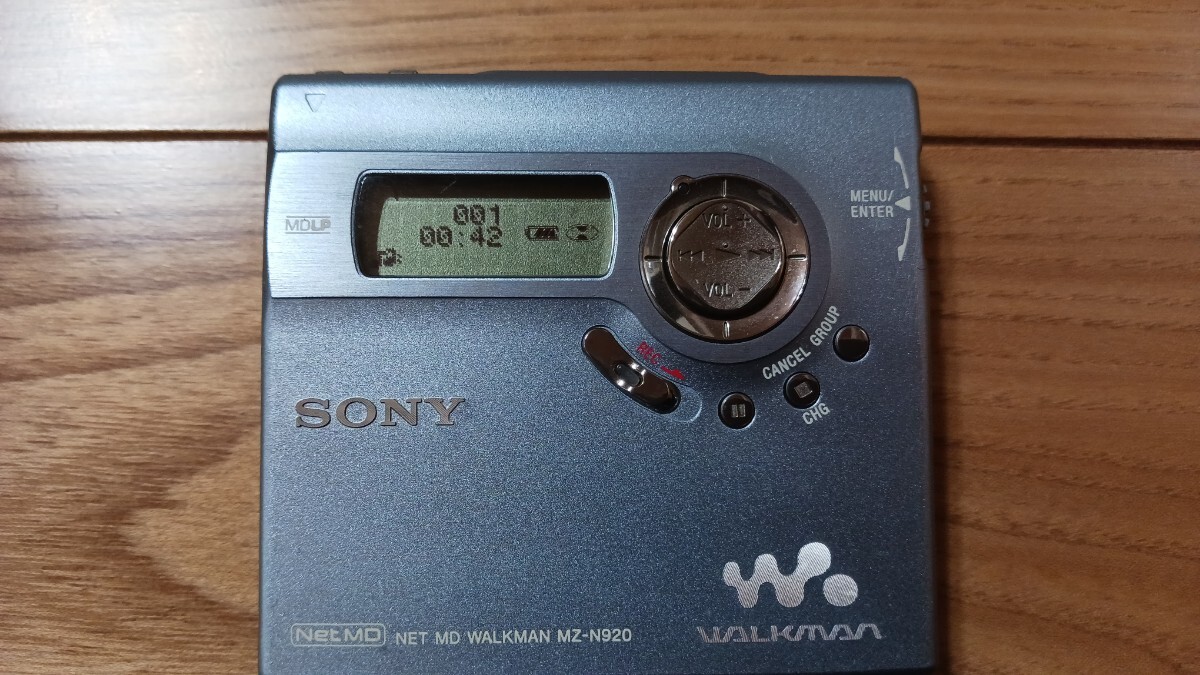 MDLP
001
00:42
VOL +
VOL -
MENU/
ENTER
REC
CANCEL
GROUP
CHG
SONY
NetMD
NET MD WALKMAN MZ-N920
WALKMAN